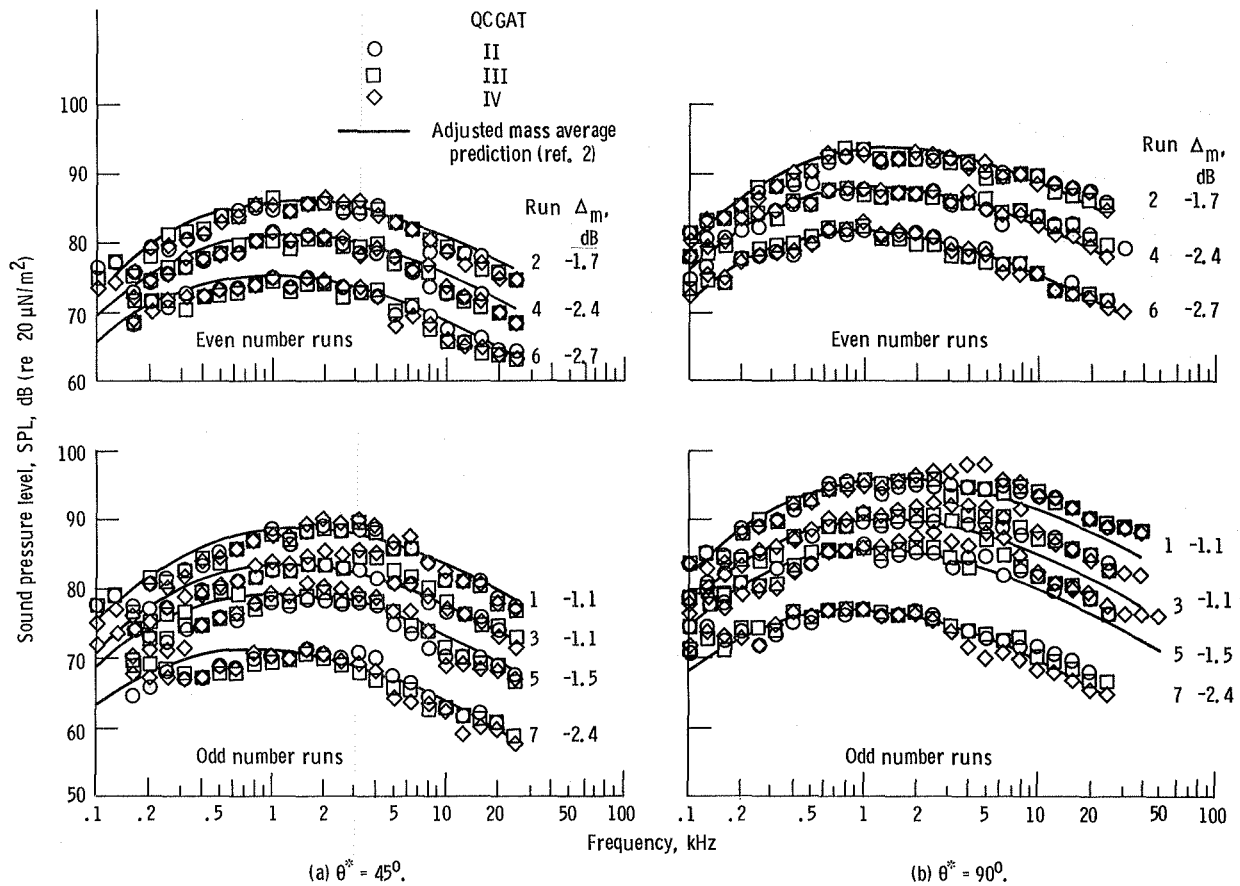 QCGAT
II
III
IV
Adjusted mass average
prediction (ref. 2)
100
90
80
70
60
Run Δm,
dB
2 -1.7
4 -2.4
6 -2.7
Even number runs
Run Δm,
dB
2 -1.7
4 -2.4
6 -2.7
Even number runs
100
90
80
70
60
50
1 -1.1
3 -1.1
5 -1.5
7 -2.4
Odd number runs
1 -1.1
3 -1.1
5 -1.5
7 -2.4
Odd number runs
.1 .2 .5 1 2 5 10 20 50 100
.1 .2 .5 1 2 5 10 20 50 100
Sound pressure level, SPL, dB (re 20 μN/m²)
Frequency, kHz
(a) θ* = 45⁰.
(b) θ* = 90⁰.